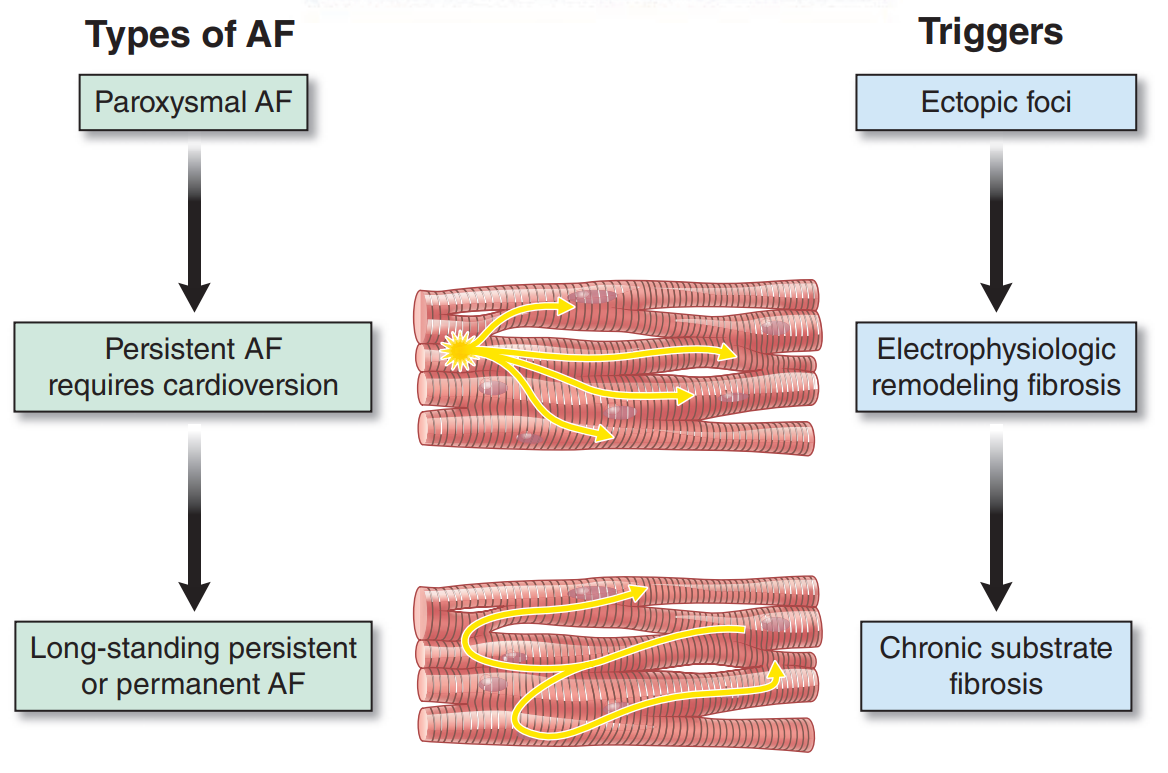 Types of AF
Triggers
Paroxysmal AF
Ectopic foci
Persistent AF
requires cardioversion
Electrophysiologic
remodeling fibrosis
Long-standing persistent
or permanent AF
Chronic substrate
fibrosis